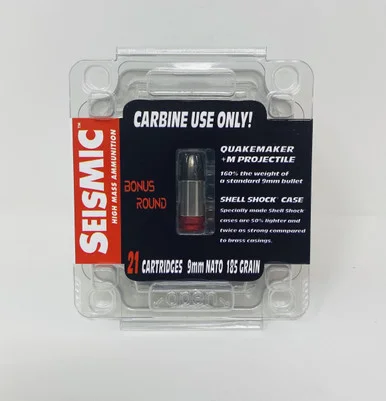 CARBINE USE ONLY!
SEISMIC™
HIGH MASS AMMUNITION
QUAKEMAKER
+M PROJECTILE
160% the weight of
a standard 9mm bullet
BONUS
ROUND
SHELL SHOCK™ CASE
Specially made Shell Shock
cases are 50% lighter and
twice as strong compared
to brass casings.
21 CARTRIDGES 9mm NATO 185 GRAIN